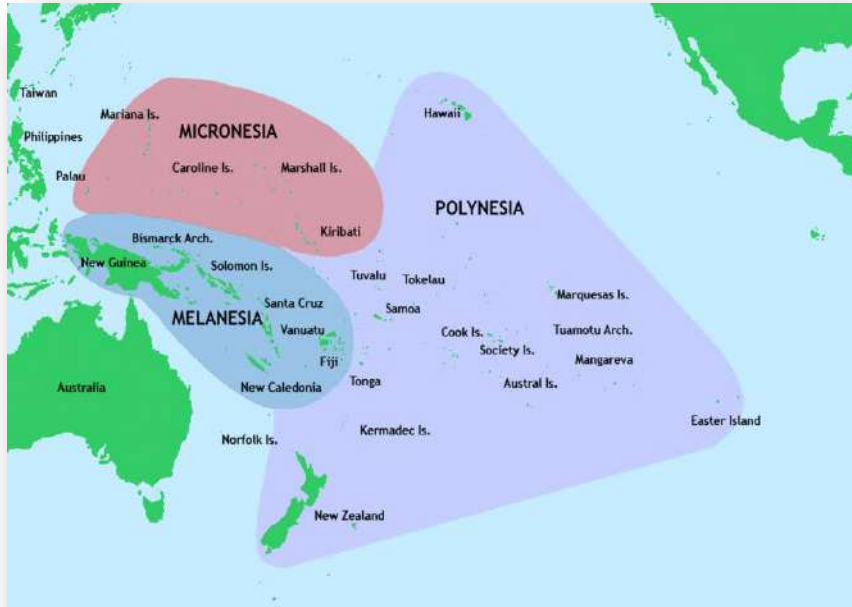 Taiwan
Mariana Is.
Hawaii
Philippines
MICRONESIA
Palau
Caroline Is.
Marshall Is.
POLYNESIA
Kiribati
Bismarck Arch.
New Guinea
Solomon Is.
Tuvalu
Tokelau
Marquesas Is.
Santa Cruz
Samoa
MELANESIA
Vanuatu
Cook Is.
Tuamotu Arch.
Society Is.
Fiji
Mangareva
Australia
New Caledonia
Tonga
Austral Is.
Easter Island
Norfolk Is.
Kermadec Is.
New Zealand